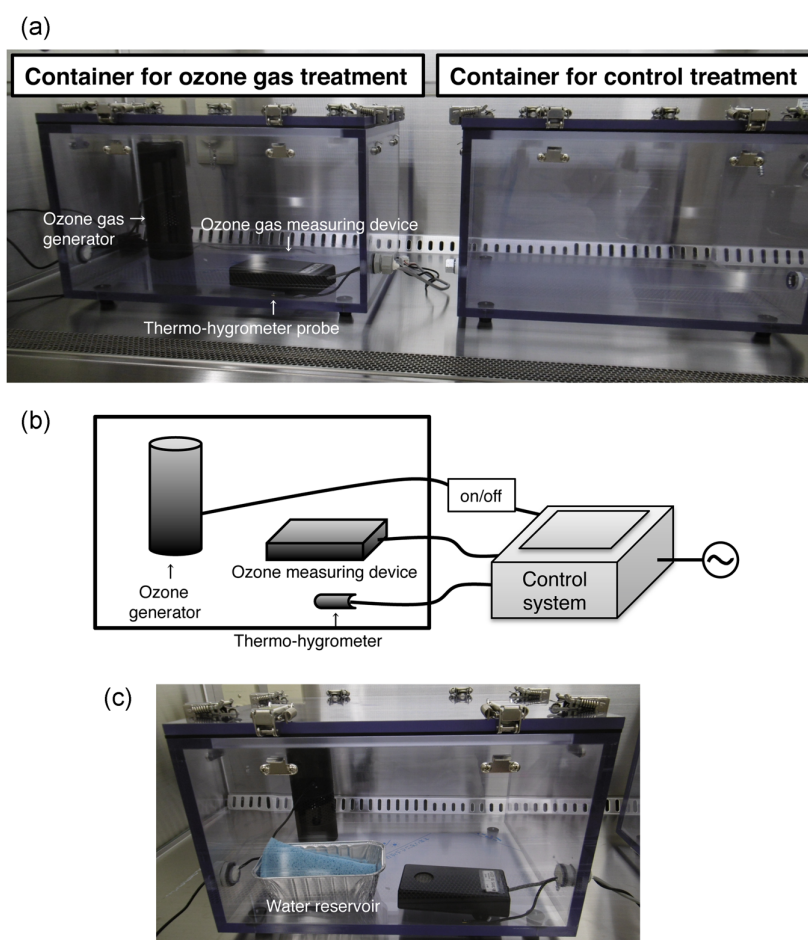 (a)
Container for ozone gas treatment
Container for control treatment
Ozone gas →
generator
Ozone gas measuring device
↓
↑
Thermo-hygrometer probe
(b)
on/off
Ozone measuring device
↑
Ozone
generator
↑
Thermo-hygrometer
Control
system
(c)
Water reservoir